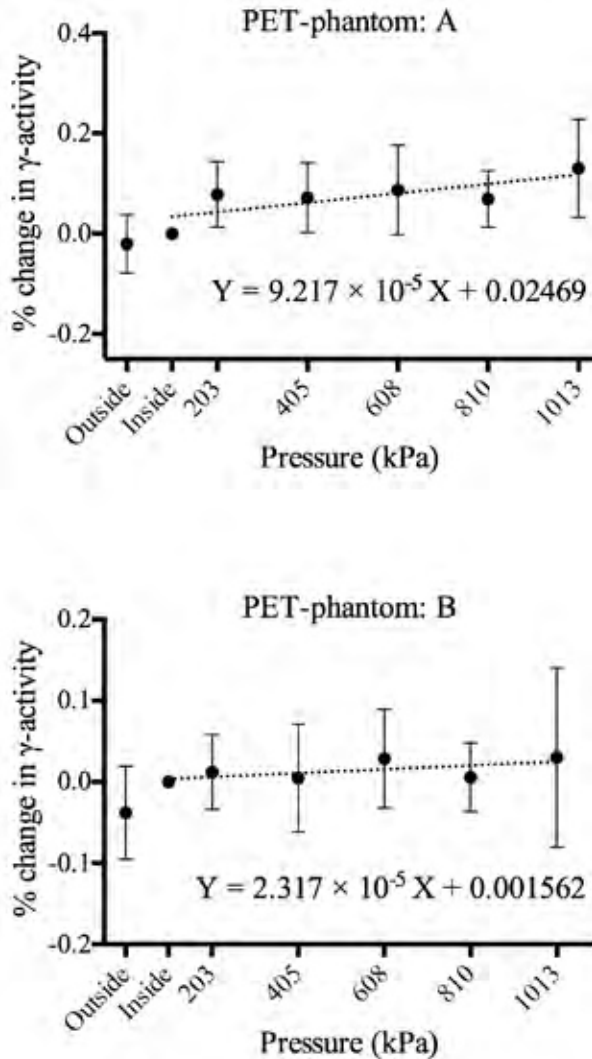 PET-phantom: A
0.4
0.2
0.0
-0.2
% change in γ-activity
Y = 9.217 × 10⁻⁵ X + 0.02469
Outside
Inside
203
405
608
810
1013
Pressure (kPa)
PET-phantom: B
0.2
0.1
0.0
-0.1
-0.2
% change in γ-activity
Y = 2.317 × 10⁻⁵ X + 0.001562
Outside
Inside
203
405
608
810
1013
Pressure (kPa)